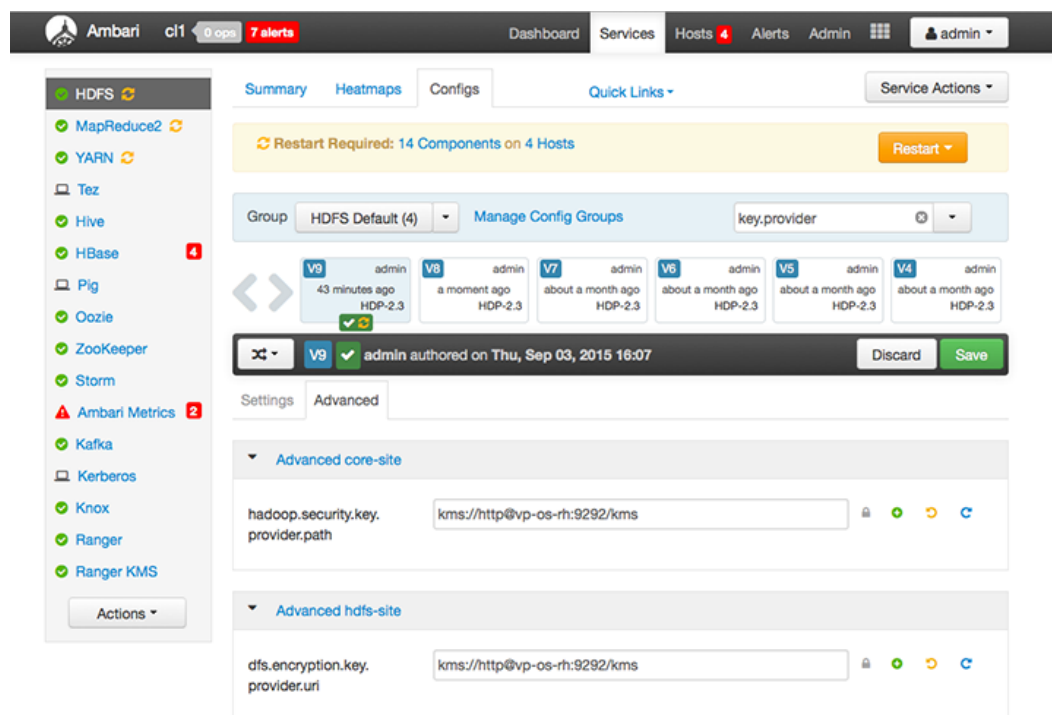 Ambari cl1 0 ops 7 alerts Dashboard Services Hosts 4 Alerts Admin admin
HDFS
MapReduce2
YARN
Tez
Hive
HBase 4
Pig
Oozie
ZooKeeper
Storm
Ambari Metrics 2
Kafka
Kerberos
Knox
Ranger
Ranger KMS
Actions
Summary Heatmaps Configs Quick Links Service Actions
Restart Required: 14 Components on 4 Hosts Restart
Group HDFS Default (4) Manage Config Groups key.provider
V9 admin
43 minutes ago
HDP-2.3
V8 admin
a moment ago
HDP-2.3
V7 admin
about a month ago
HDP-2.3
V6 admin
about a month ago
HDP-2.3
V5 admin
about a month ago
HDP-2.3
V4 admin
about a month ago
HDP-2.3
V9 admin authored on Thu, Sep 03, 2015 16:07 Discard Save
Settings Advanced
Advanced core-site
hadoop.security.key.
provider.path
kms://http@vp-os-rh:9292/kms
Advanced hdfs-site
dfs.encryption.key.
provider.uri
kms://http@vp-os-rh:9292/kms